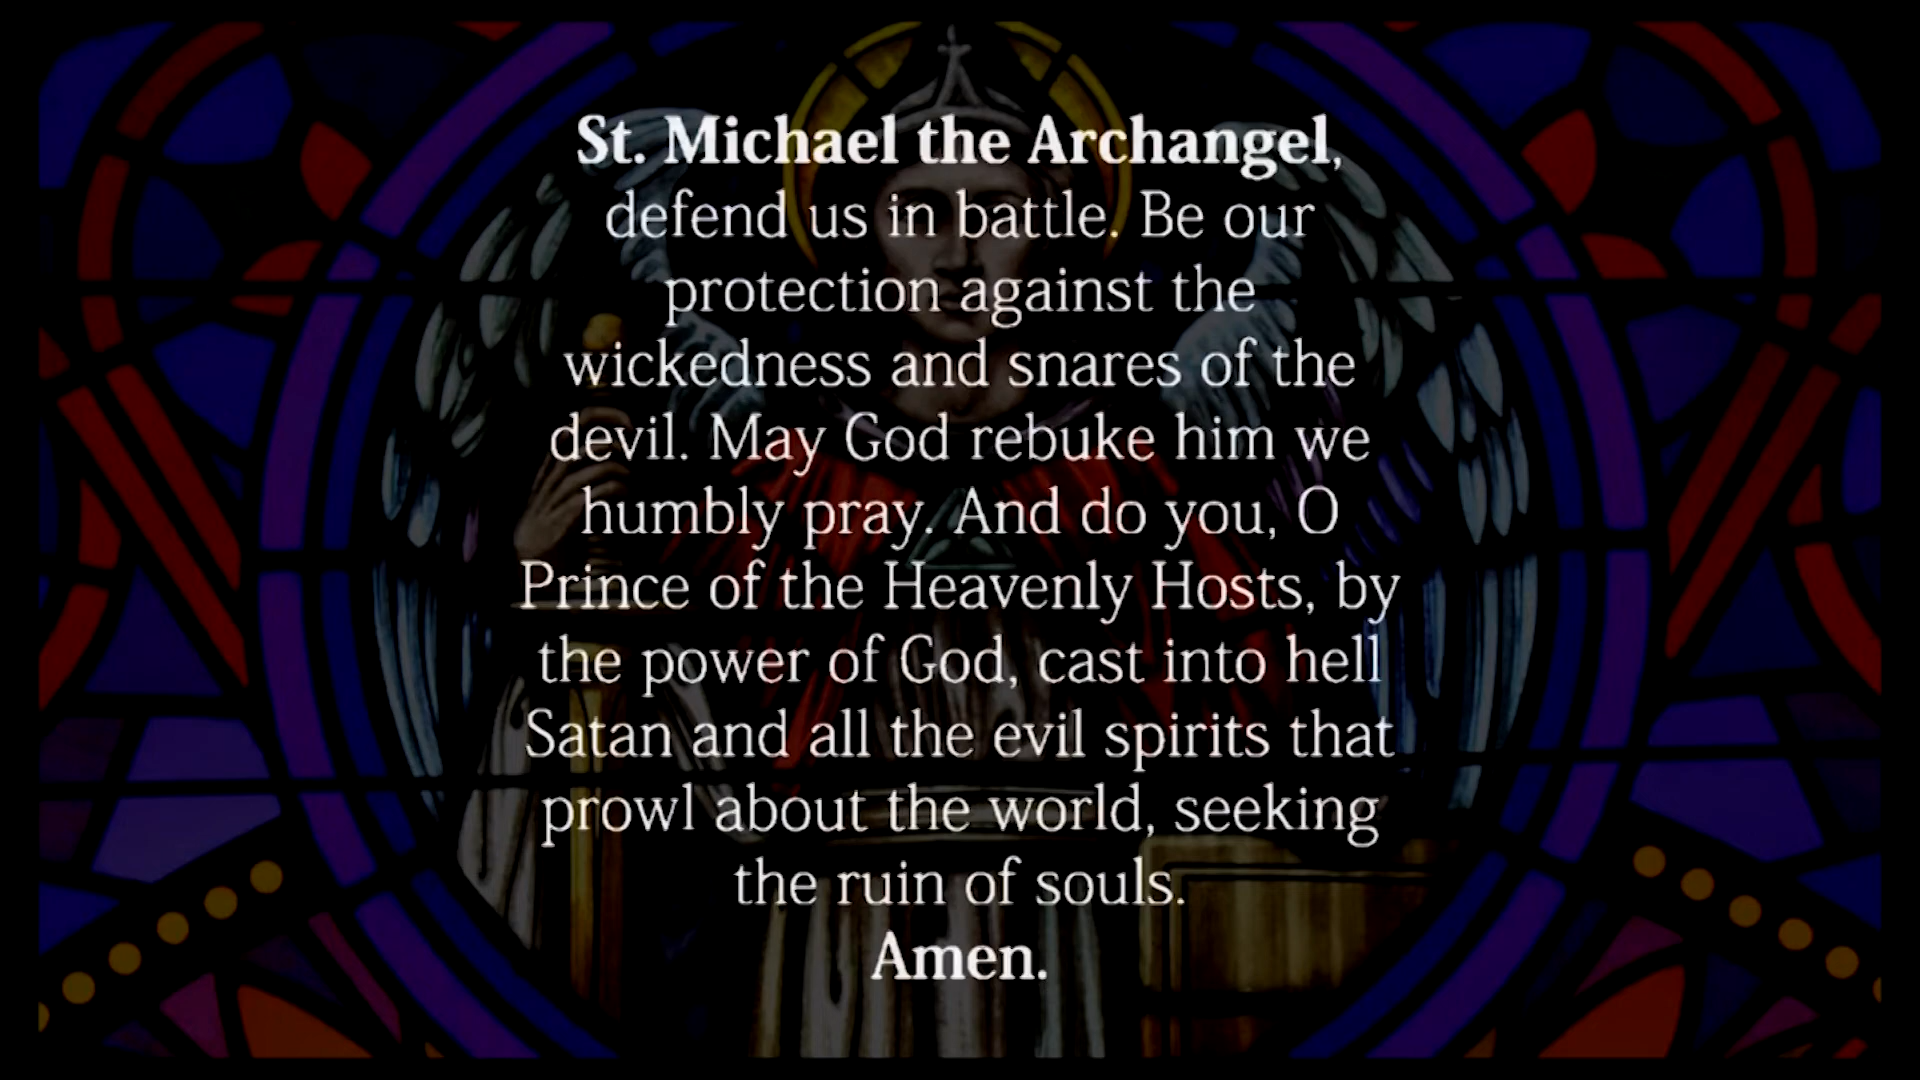 St. Michael the Archangel,
defend us in battle. Be our
protection against the
wickedness and snares of the
devil. May God rebuke him we
humbly pray. And do you, O
Prince of the Heavenly Hosts, by
the power of God, cast into hell
Satan and all the evil spirits that
prowl about the world, seeking
the ruin of souls.
Amen.